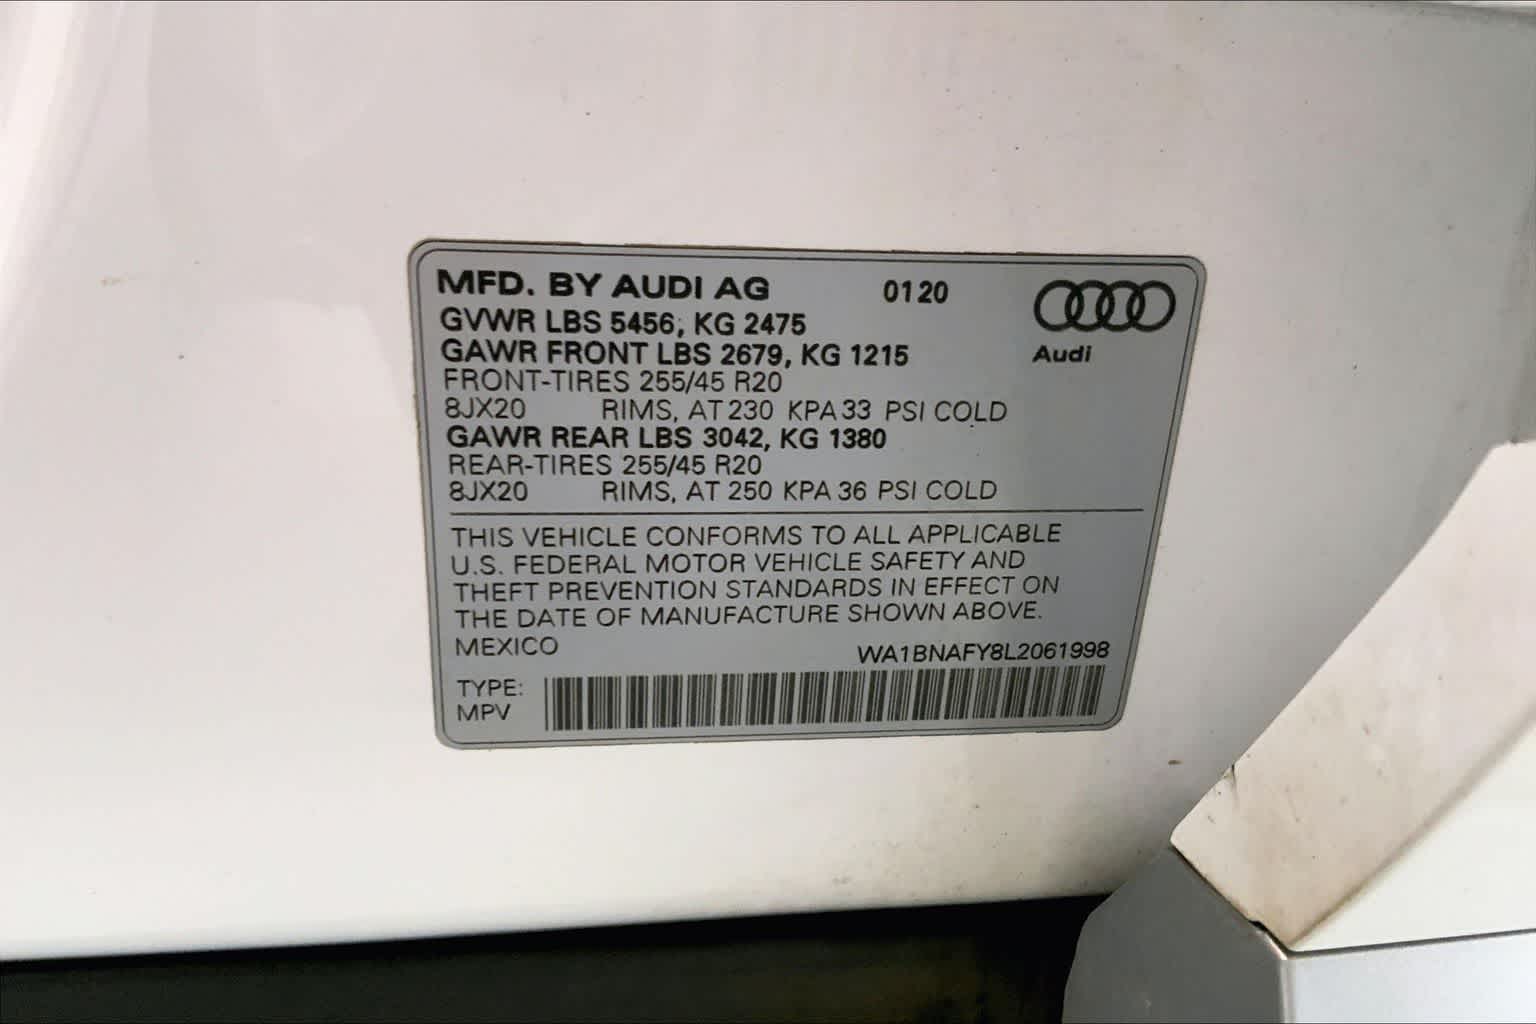 MFD. BY AUDI AG 0120
Audi
GVWR LBS 5456, KG 2475
GAWR FRONT LBS 2679, KG 1215
FRONT-TIRES 255/45 R20
8JX20 RIMS, AT 230 KPA 33 PSI COLD
GAWR REAR LBS 3042, KG 1380
REAR-TIRES 255/45 R20
8JX20 RIMS, AT 250 KPA 36 PSI COLD
THIS VEHICLE CONFORMS TO ALL APPLICABLE
U.S. FEDERAL MOTOR VEHICLE SAFETY AND
THEFT PREVENTION STANDARDS IN EFFECT ON
THE DATE OF MANUFACTURE SHOWN ABOVE.
MEXICO WA1BNAFY8L2061998
TYPE:
MPV